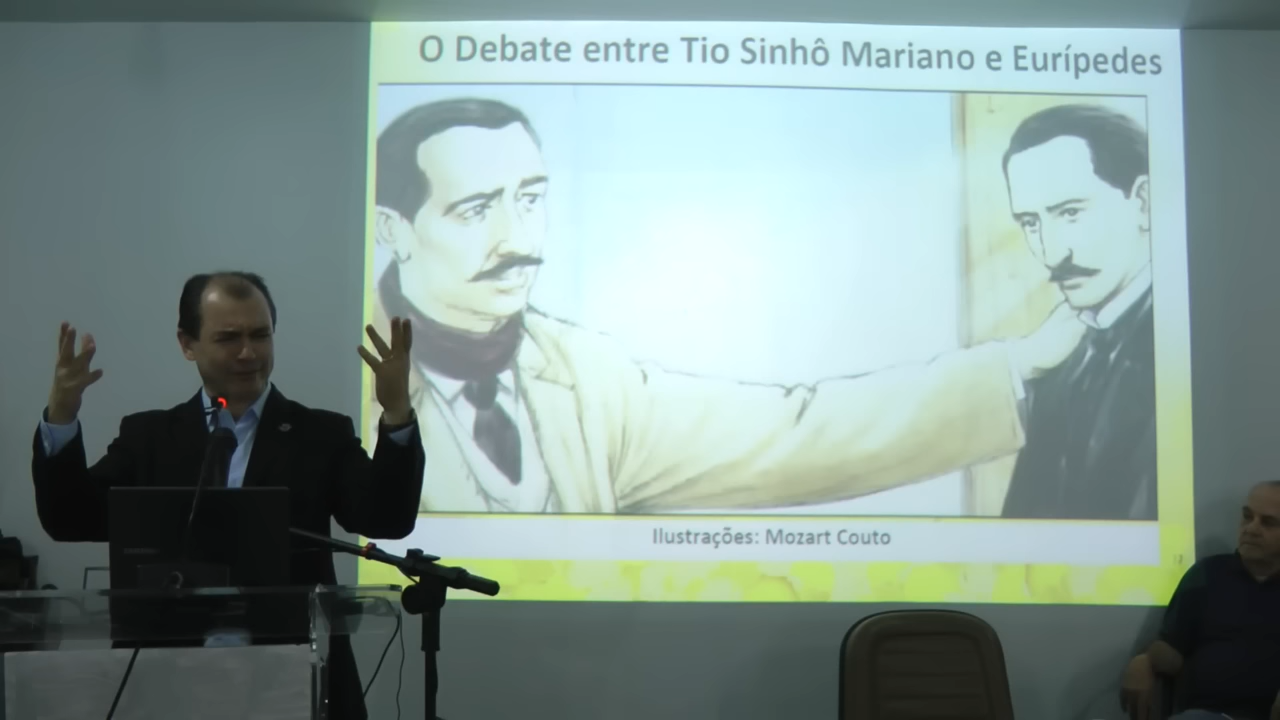 O Debate entre Tio Sinhô Mariano e Eurípedes
Ilustrações: Mozart Couto